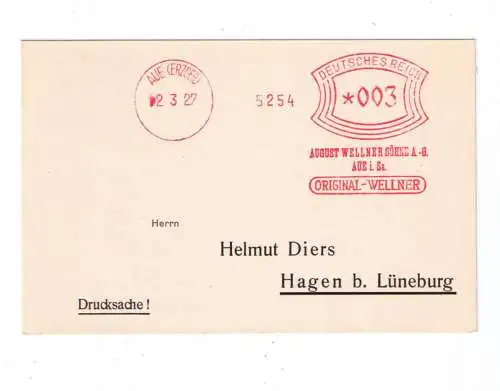 AUE (ERZGEB)
2 3 27
5254
DEUTSCHES REICH
*003
AUGUST WELLNER SÖHNE A.-G.
AUE i. Sa.
ORIGINAL-WELLNER
Herrn
Helmut Diers
Hagen b. Lüneburg
Drucksache!